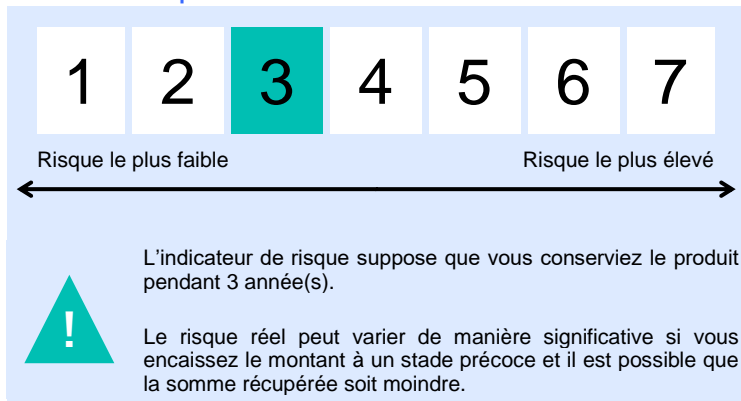 1 2 3 4 5 6 7
Risque le plus faible Risque le plus élevé
L'indicateur de risque suppose que vous conserviez le produit
pendant 3 année(s).
!
Le risque réel peut varier de manière significative si vous
encaissez le montant à un stade précoce et il est possible que
la somme récupérée soit moindre.